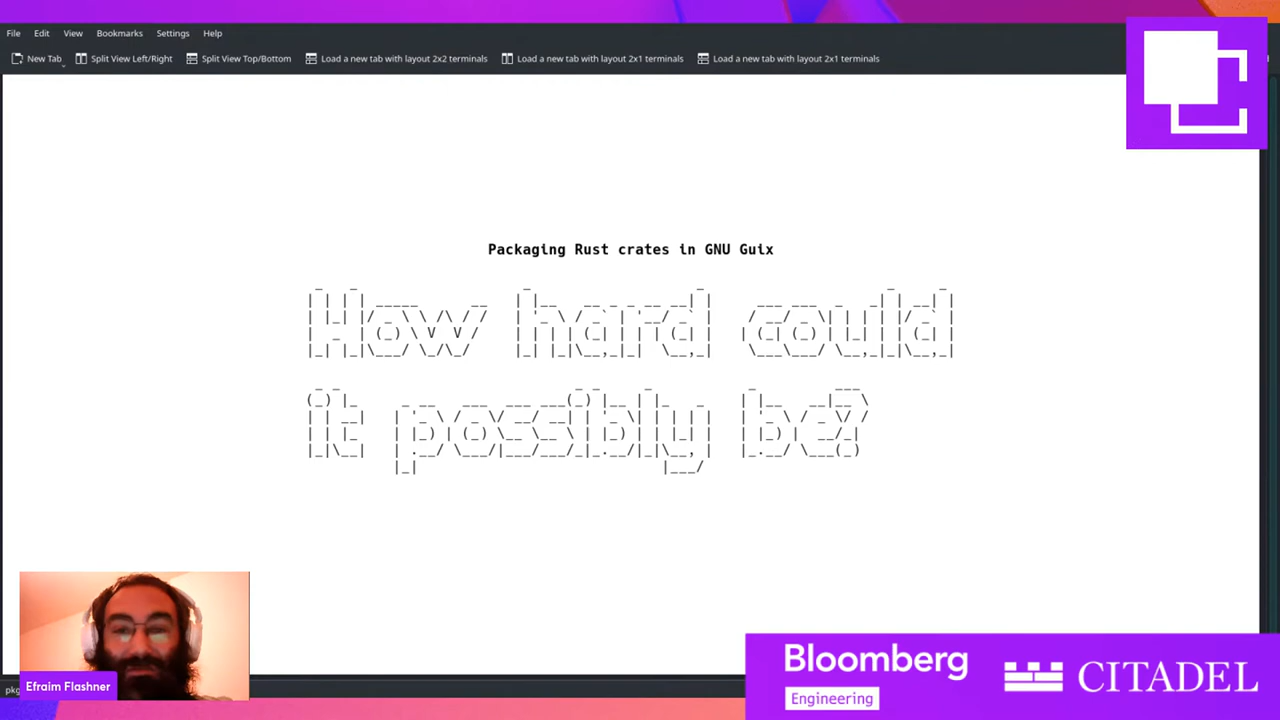 File Edit View Bookmarks Settings Help
New Tab Split View Left/Right Split View Top/Bottom Load a new tab with layout 2x2 terminals Load a new tab with layout 2x1 terminals Load a new tab with layout 2x1 terminals
Packaging Rust crates in GNU Guix
How hard could
it possibly be?
Efraim Flashner
Bloomberg
Engineering
CITADEL